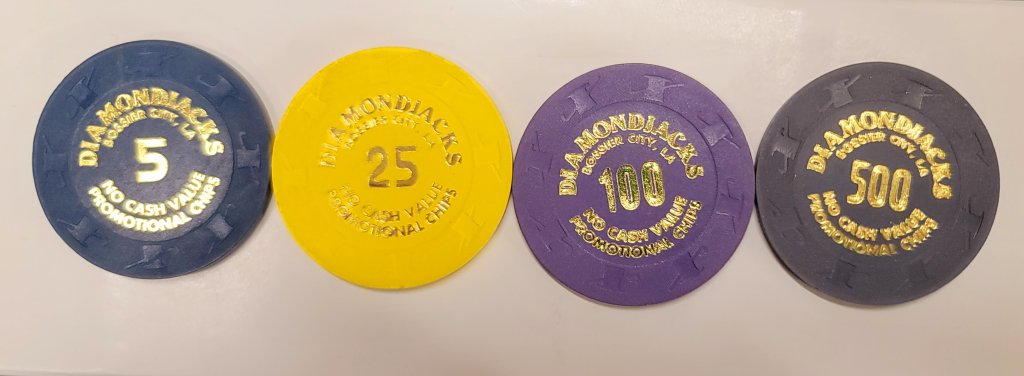 DIAMONDJACKS
BOSSIER CITY, LA
5
NO CASH VALUE
PROMOTIONAL CHIPS
DIAMONDJACKS
BOSSIER CITY, LA
25
NO CASH VALUE
PROMOTIONAL CHIPS
DIAMONDJACKS
BOSSIER CITY, LA
100
NO CASH VALUE
PROMOTIONAL CHIPS
DIAMONDJACKS
BOSSIER CITY, LA
500
NO CASH VALUE
PROMOTIONAL CHIPS